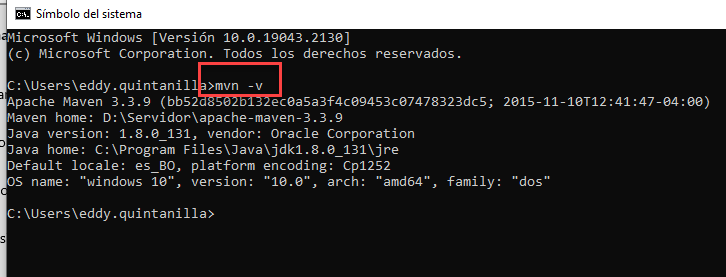 Símbolo del sistema
Microsoft Windows [Versión 10.0.19043.2130]
(c) Microsoft Corporation. Todos los derechos reservados.
C:\Users\eddy.quintanilla>mvn -v
Apache Maven 3.3.9 (bb52d8502b132ec0a5a3f4c09453c07478323dc5; 2015-11-10T12:41:47-04:00)
Maven home: D:\Servidor\apache-maven-3.3.9
Java version: 1.8.0_131, vendor: Oracle Corporation
Java home: C:\Program Files\Java\jdk1.8.0_131\jre
Default locale: es_BO, platform encoding: Cp1252
OS name: "windows 10", version: "10.0", arch: "amd64", family: "dos"
C:\Users\eddy.quintanilla>